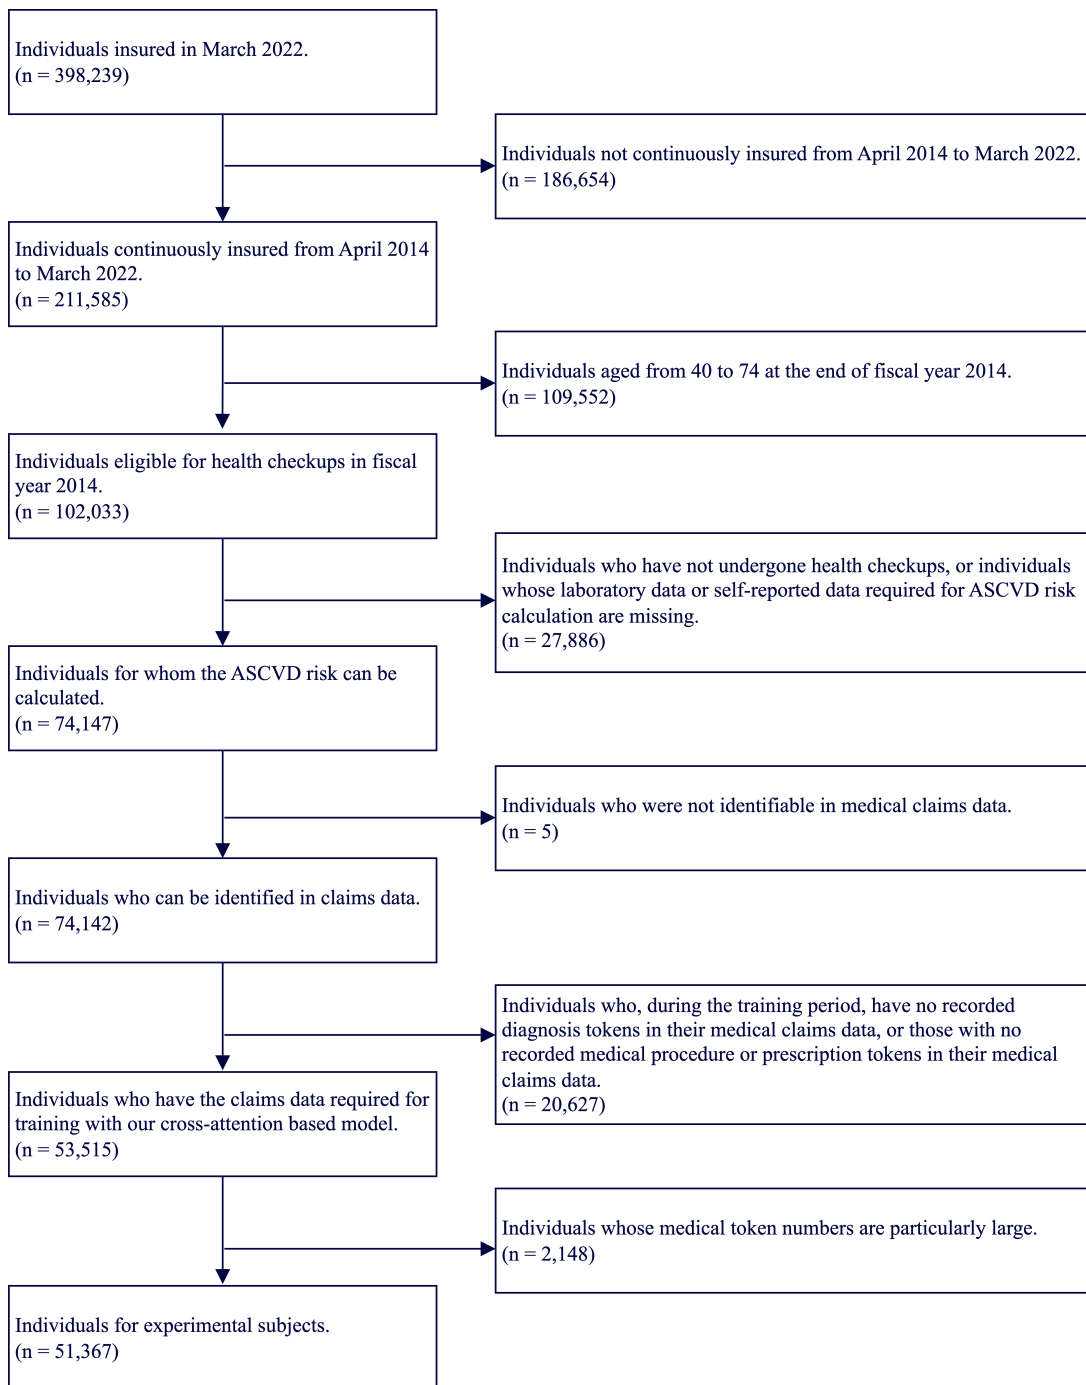 Individuals insured in March 2022.
(n = 398,239)
Individuals not continuously insured from April 2014 to March 2022.
(n = 186,654)
Individuals continuously insured from April 2014
to March 2022.
(n = 211,585)
Individuals aged from 40 to 74 at the end of fiscal year 2014.
(n = 109,552)
Individuals eligible for health checkups in fiscal
year 2014.
(n = 102,033)
Individuals who have not undergone health checkups, or individuals
whose laboratory data or self-reported data required for ASCVD risk
calculation are missing.
(n = 27,886)
Individuals for whom the ASCVD risk can be
calculated.
(n = 74,147)
Individuals who were not identifiable in medical claims data.
(n = 5)
Individuals who can be identified in claims data.
(n = 74,142)
Individuals who, during the training period, have no recorded
diagnosis tokens in their medical claims data, or those with no
recorded medical procedure or prescription tokens in their medical
claims data.
(n = 20,627)
Individuals who have the claims data required for
training with our cross-attention based model.
(n = 53,515)
Individuals whose medical token numbers are particularly large.
(n = 2,148)
Individuals for experimental subjects.
(n = 51,367)